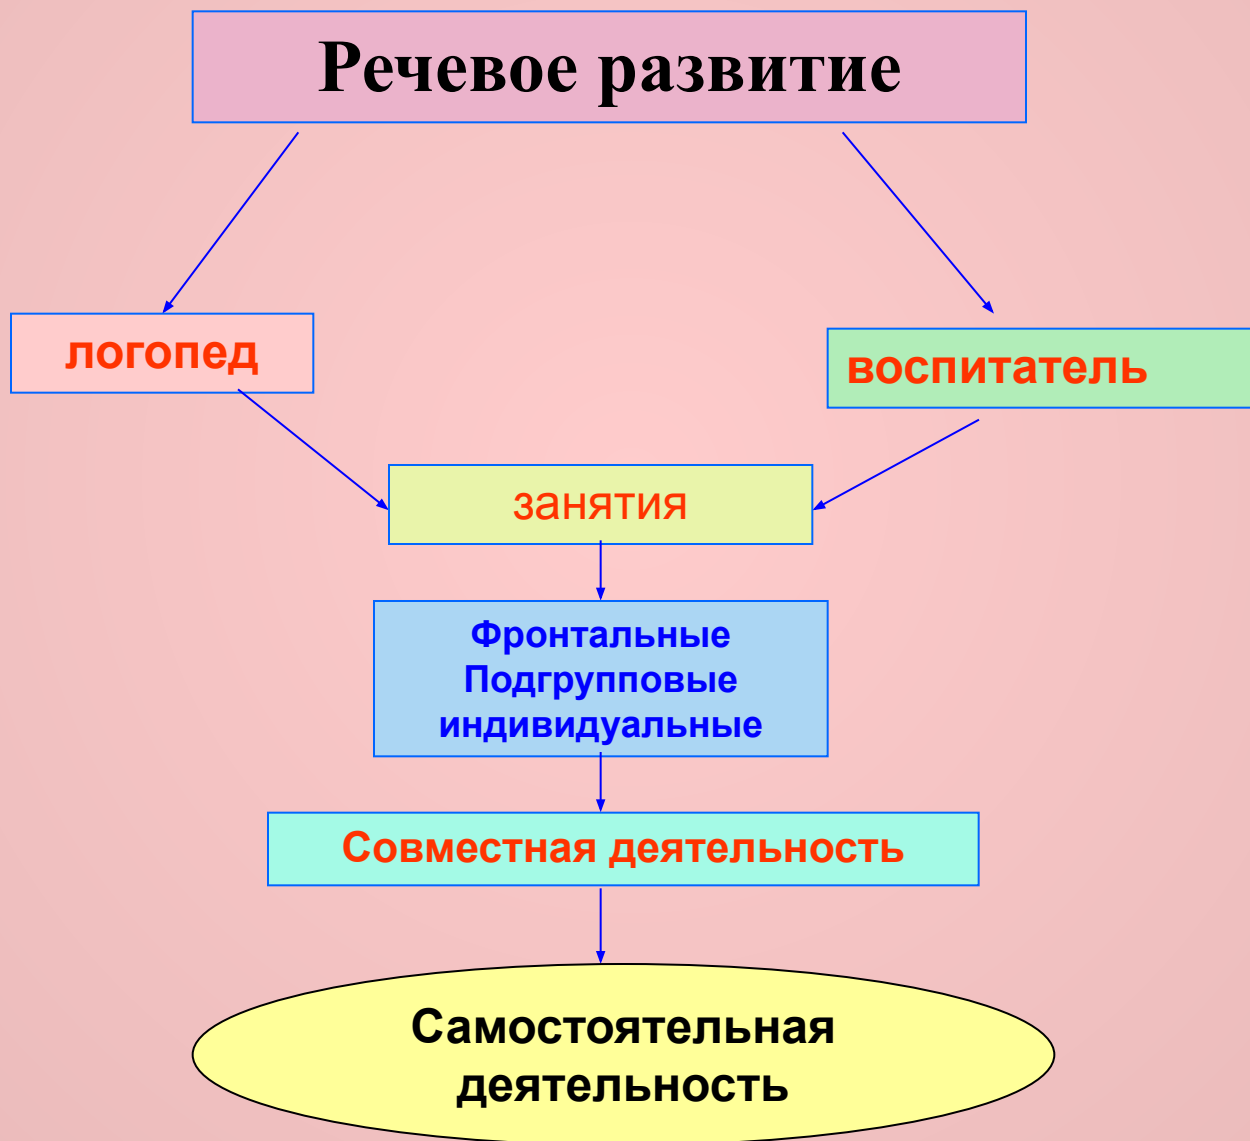 Речевое развитие
логопед
воспитатель
занятия
Фронтальные
Подгрупповые
индивидуальные
Совместная деятельность
Самостоятельная
деятельность